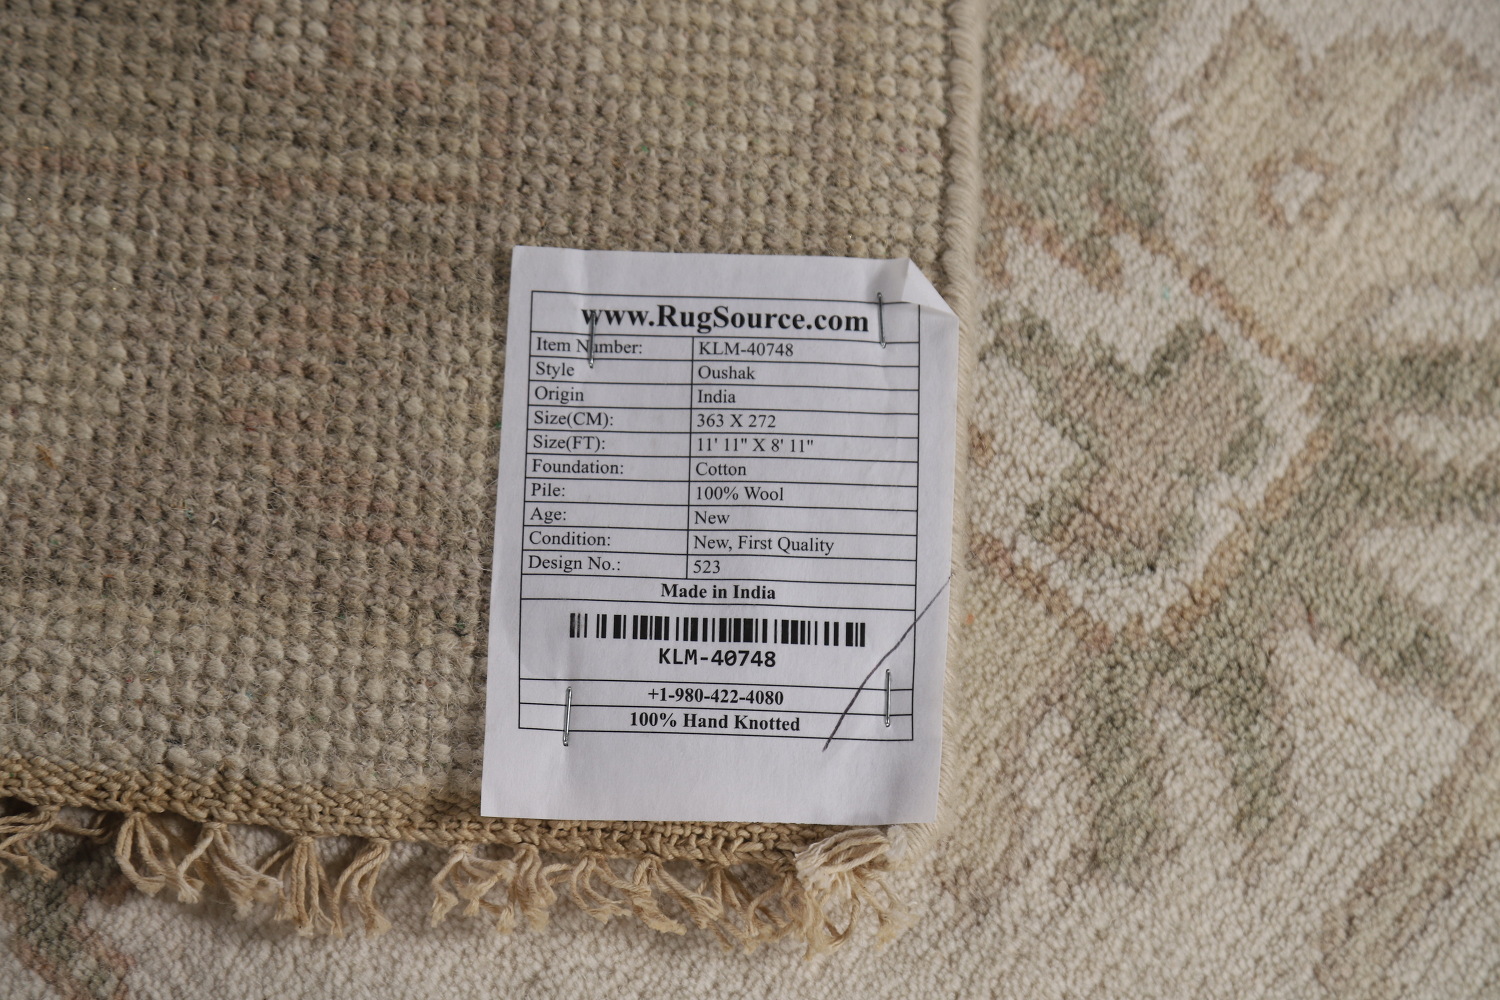 www.RugSource.com
Item Number: KLM-40748
Style Oushak
Origin India
Size(CM): 363 X 272
Size(FT): 11' 11" X 8' 11"
Foundation: Cotton
Pile: 100% Wool
Age: New
Condition: New, First Quality
Design No.: 523
Made in India
KLM-40748
+1-980-422-4080
100% Hand Knotted